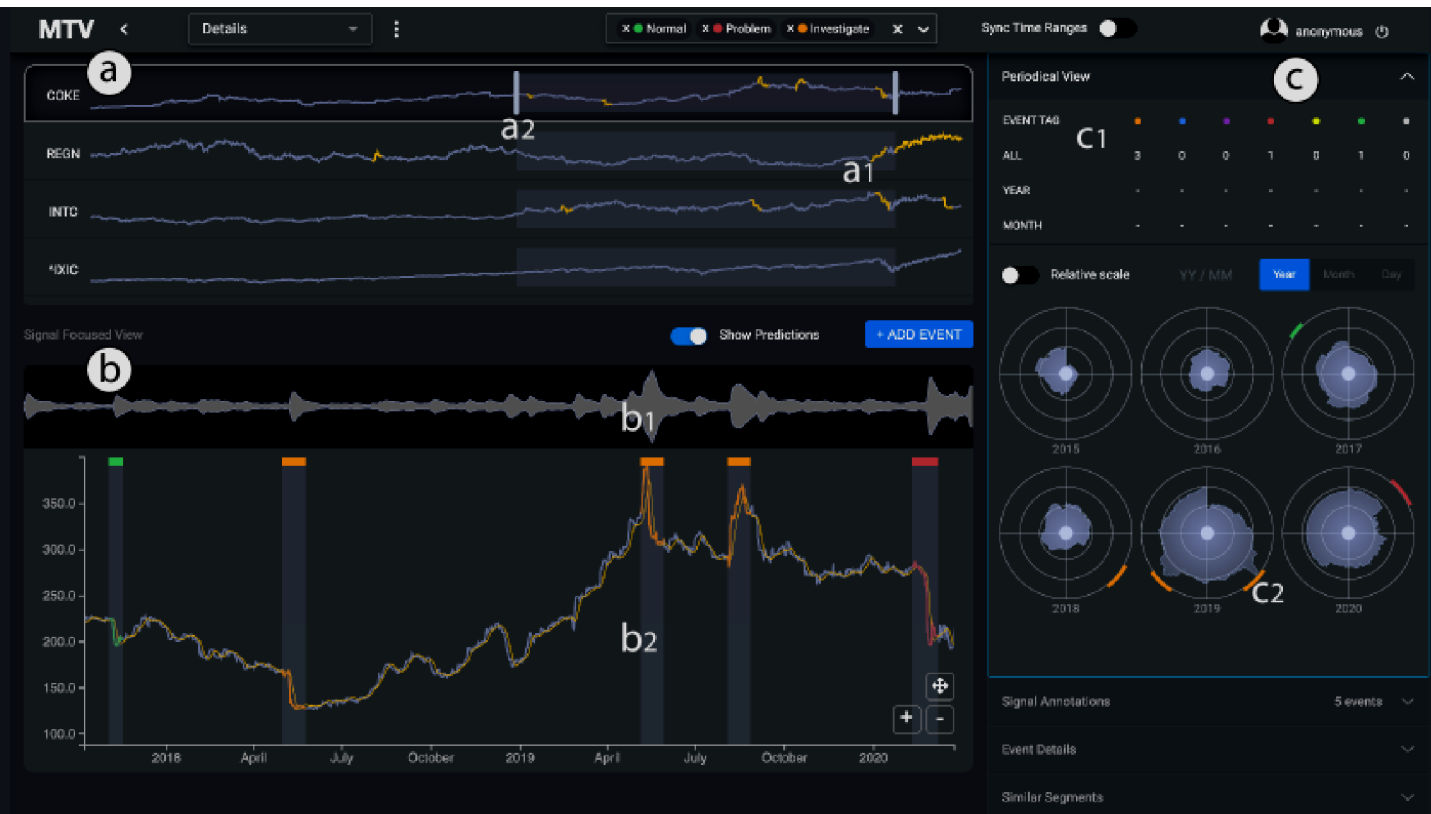 MTV < Details × Normal × Problem × Investigate × Sync Time Ranges anonymous
a
COKE
a2
REGN
a1
INTC
^IXIC
Signal Focused View Show Predictions + ADD EVENT
b
b1
350.0
300.0
250.0
200.0
150.0
100.0
b2
+ -
2018 April July October 2019 April July October 2020
Periodical View
c
EVENT TAG
c1
ALL 3 0 0 1 0 1 0
YEAR - - - - - - -
MONTH - - - - - - -
Relative scale YY / MM Year Month Day
2015 2016 2017
2018 2019 2020
c2
Signal Annotations 5 events
Event Details
Similar Segments